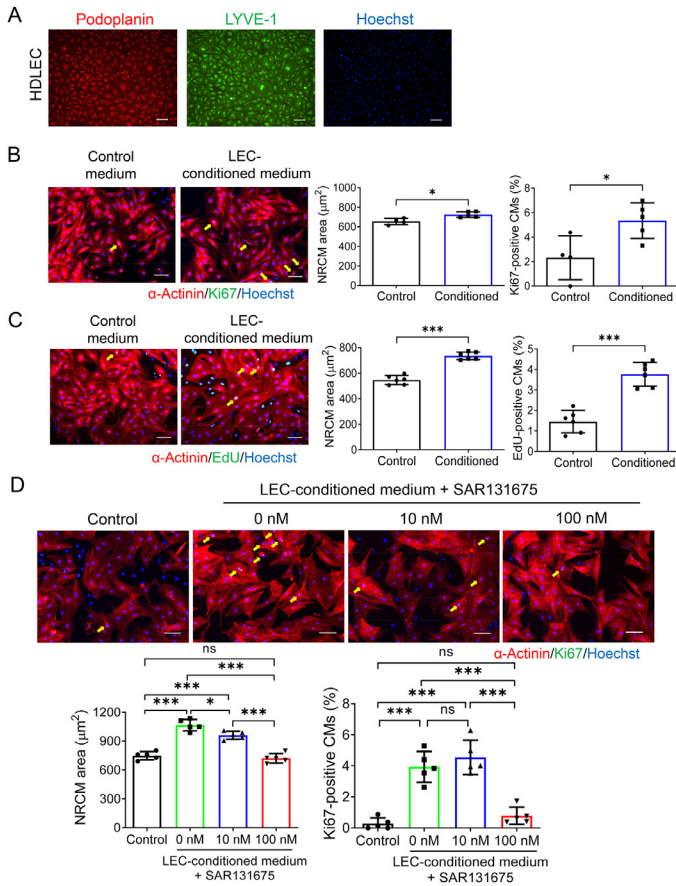 A
Podoplanin LYVE-1 Hoechst
HDLEC
B
Control medium
LEC-conditioned medium
α-Actinin/Ki67/Hoechst
NRCM area (μm²)
1000
800
600
400
200
0
*
Control Conditioned
Ki67-positive CMs (%)
8
6
4
2
0
*
Control Conditioned
C
Control medium
LEC-conditioned medium
α-Actinin/EdU/Hoechst
NRCM area (μm²)
800
600
400
200
0
***
Control Conditioned
EdU-positive CMs (%)
5
4
3
2
1
0
***
Control Conditioned
D
LEC-conditioned medium + SAR131675
Control 0 nM 10 nM 100 nM
α-Actinin/Ki67/Hoechst
NRCM area (μm²)
1200
900
600
300
0
ns
***
***
*** * ***
Control 0 nM 10 nM 100 nM
LEC-conditioned medium
+ SAR131675
Ki67-positive CMs (%)
8
6
4
2
0
ns
***
*** ***
*** ns
Control 0 nM 10 nM 100 nM
LEC-conditioned medium
+ SAR131675